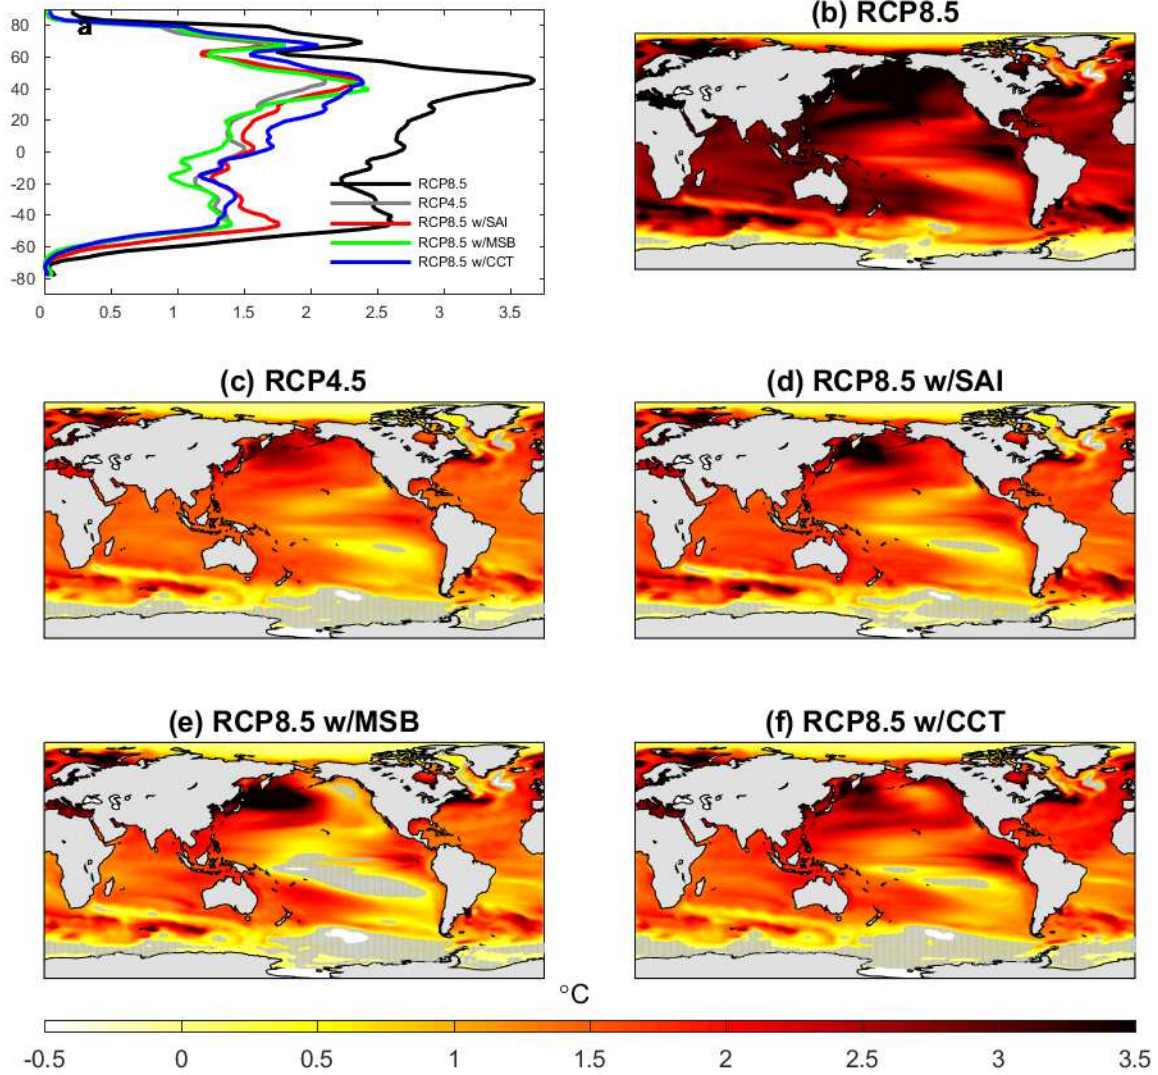 a
80
60
40
20
0
-20
-40
-60
-80
0 0.5 1 1.5 2 2.5 3 3.5
RCP8.5
RCP4.5
RCP8.5 w/SAI
RCP8.5 w/MSB
RCP8.5 w/CCT
(b) RCP8.5
(c) RCP4.5
(d) RCP8.5 w/SAI
(e) RCP8.5 w/MSB
(f) RCP8.5 w/CCT
°C
-0.5 0 0.5 1 1.5 2 2.5 3 3.5